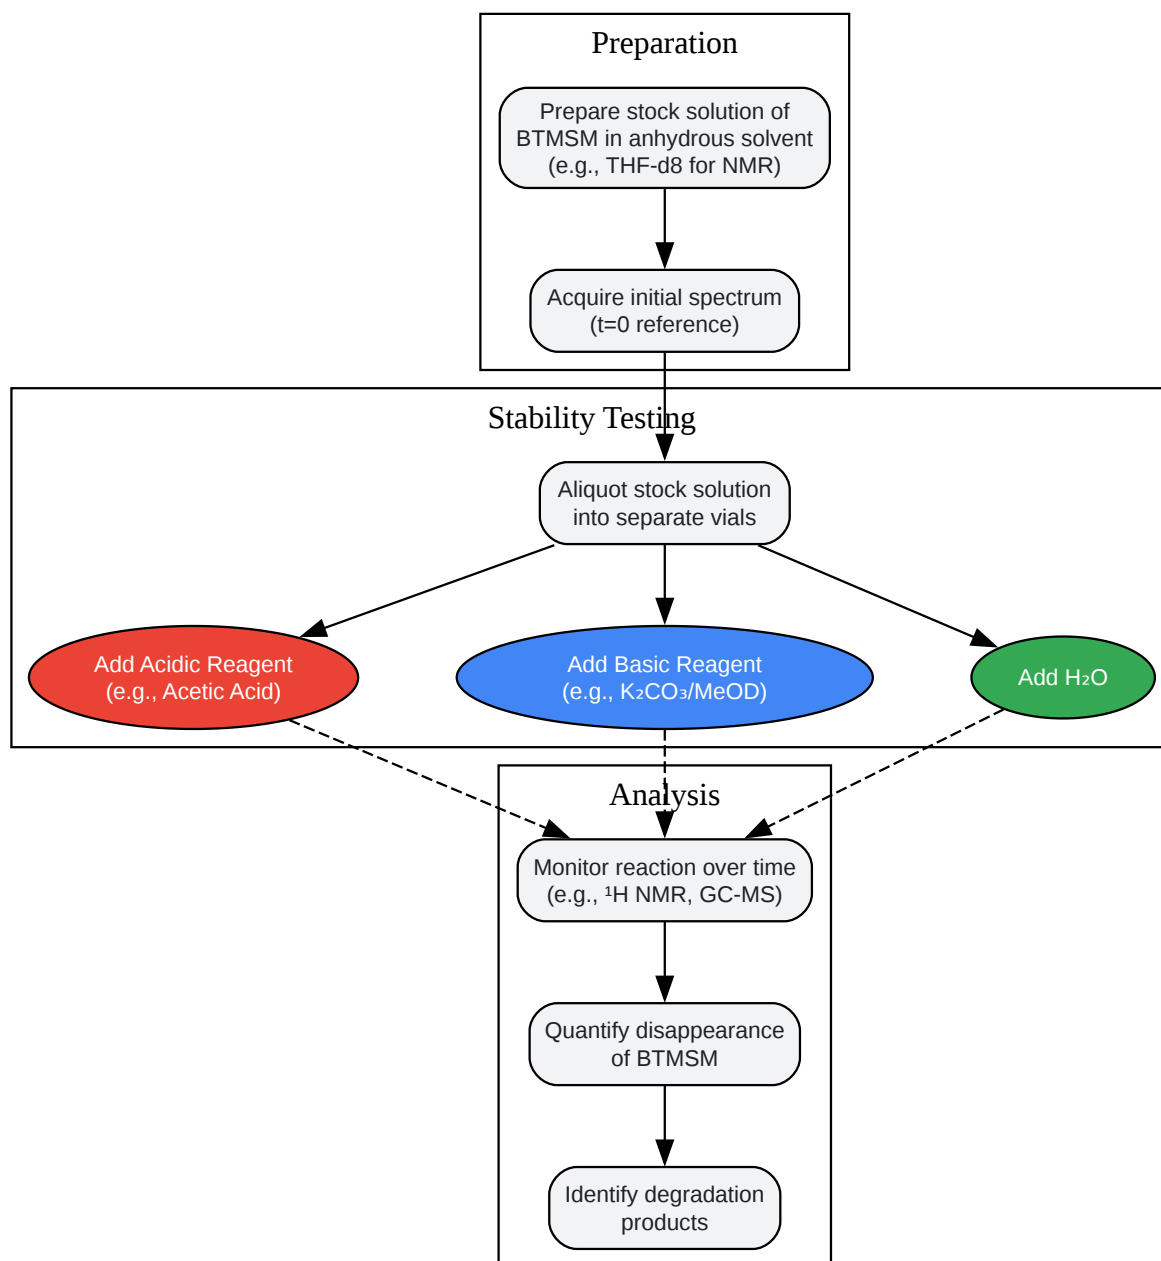 Preparation
Prepare stock solution of
BTMSM in anhydrous solvent
(e.g., THF-d8 for NMR)
Acquire initial spectrum
(t=0 reference)
Stability Testing
Aliquot stock solution
into separate vials
Add Acidic Reagent
(e.g., Acetic Acid)
Add Basic Reagent
(e.g., K₂CO₃/MeOD)
Add H₂O
Analysis
Monitor reaction over time
(e.g., ¹H NMR, GC-MS)
Quantify disappearance
of BTMSM
Identify degradation
products